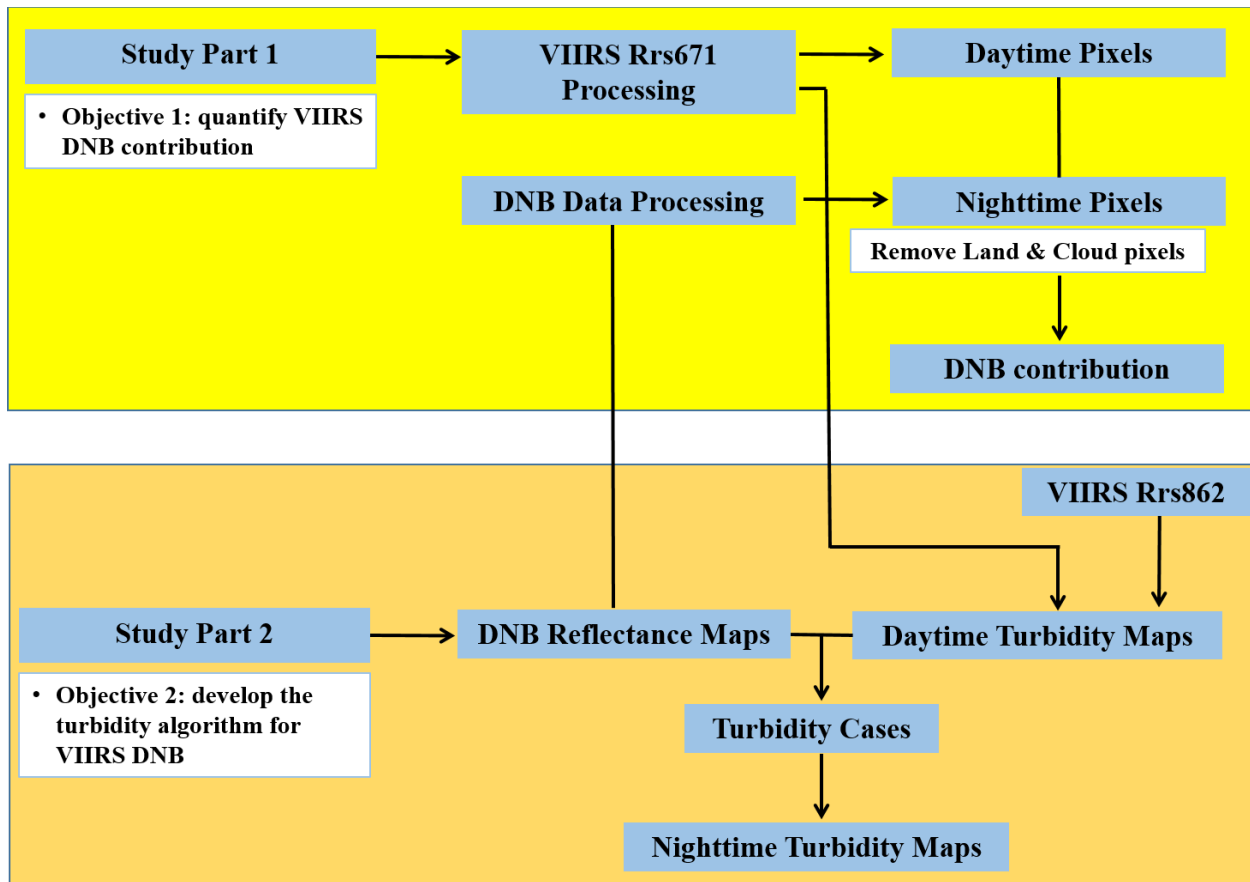 Study Part 1
VIIRS Rrs671
Processing
Daytime Pixels
• Objective 1: quantify VIIRS
DNB contribution
DNB Data Processing
Nighttime Pixels
Remove Land & Cloud pixels
DNB contribution
VIIRS Rrs862
Study Part 2
DNB Reflectance Maps
Daytime Turbidity Maps
• Objective 2: develop the
turbidity algorithm for
VIIRS DNB
Turbidity Cases
Nighttime Turbidity Maps